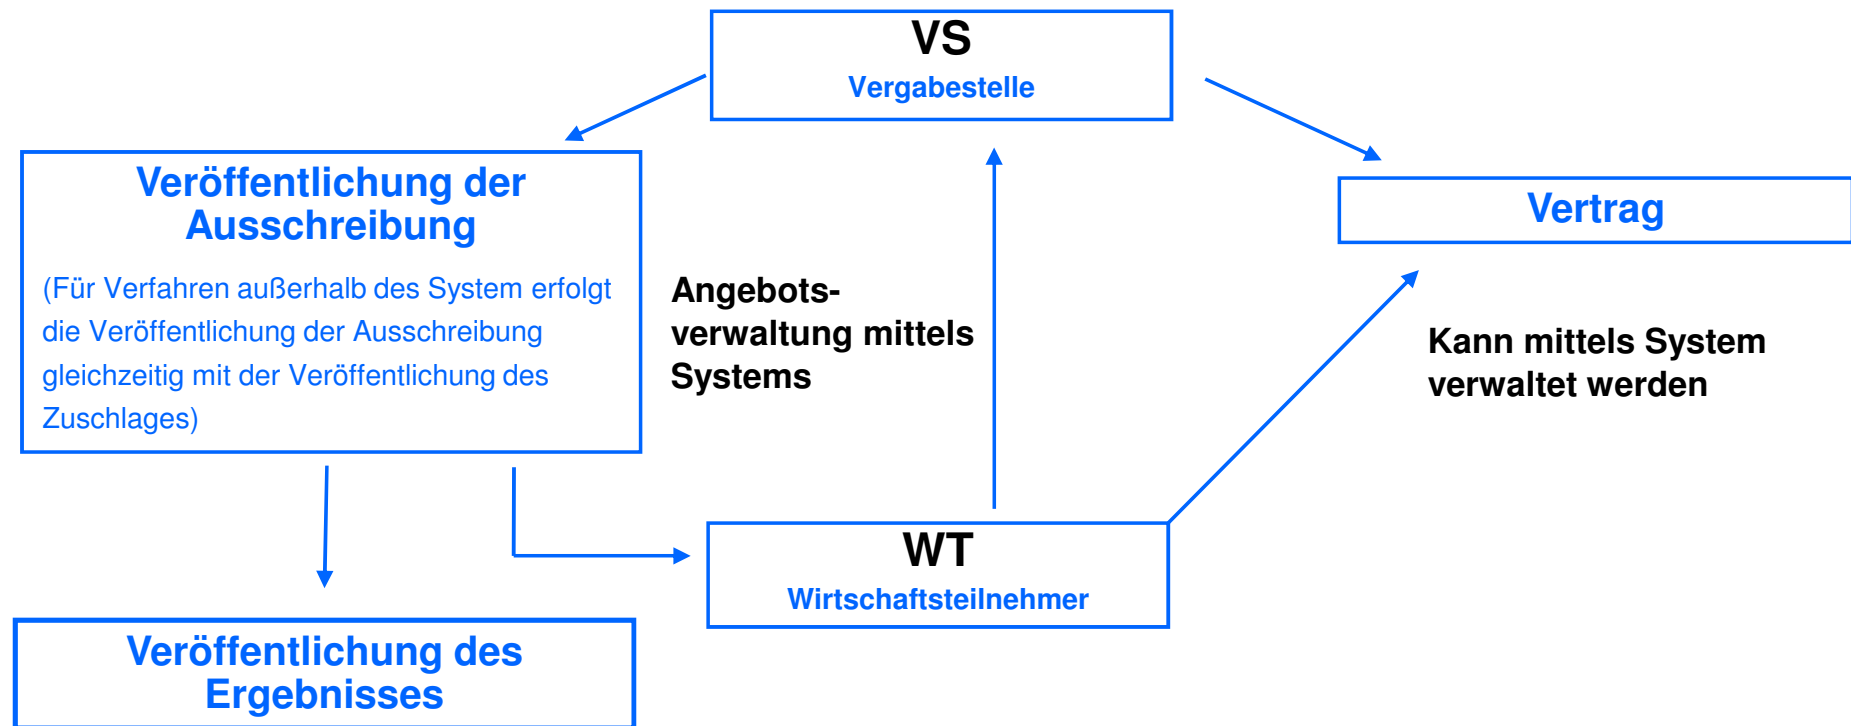 VS
Vergabestelle
Veröffentlichung der
Ausschreibung
(Für Verfahren außerhalb des System erfolgt
die Veröffentlichung der Ausschreibung
gleichzeitig mit der Veröffentlichung des
Zuschlages)
Angebots-
verwaltung mittels
Systems
Vertrag
Kann mittels System
verwaltet werden
WT
Wirtschaftsteilnehmer
Veröffentlichung des
Ergebnisses